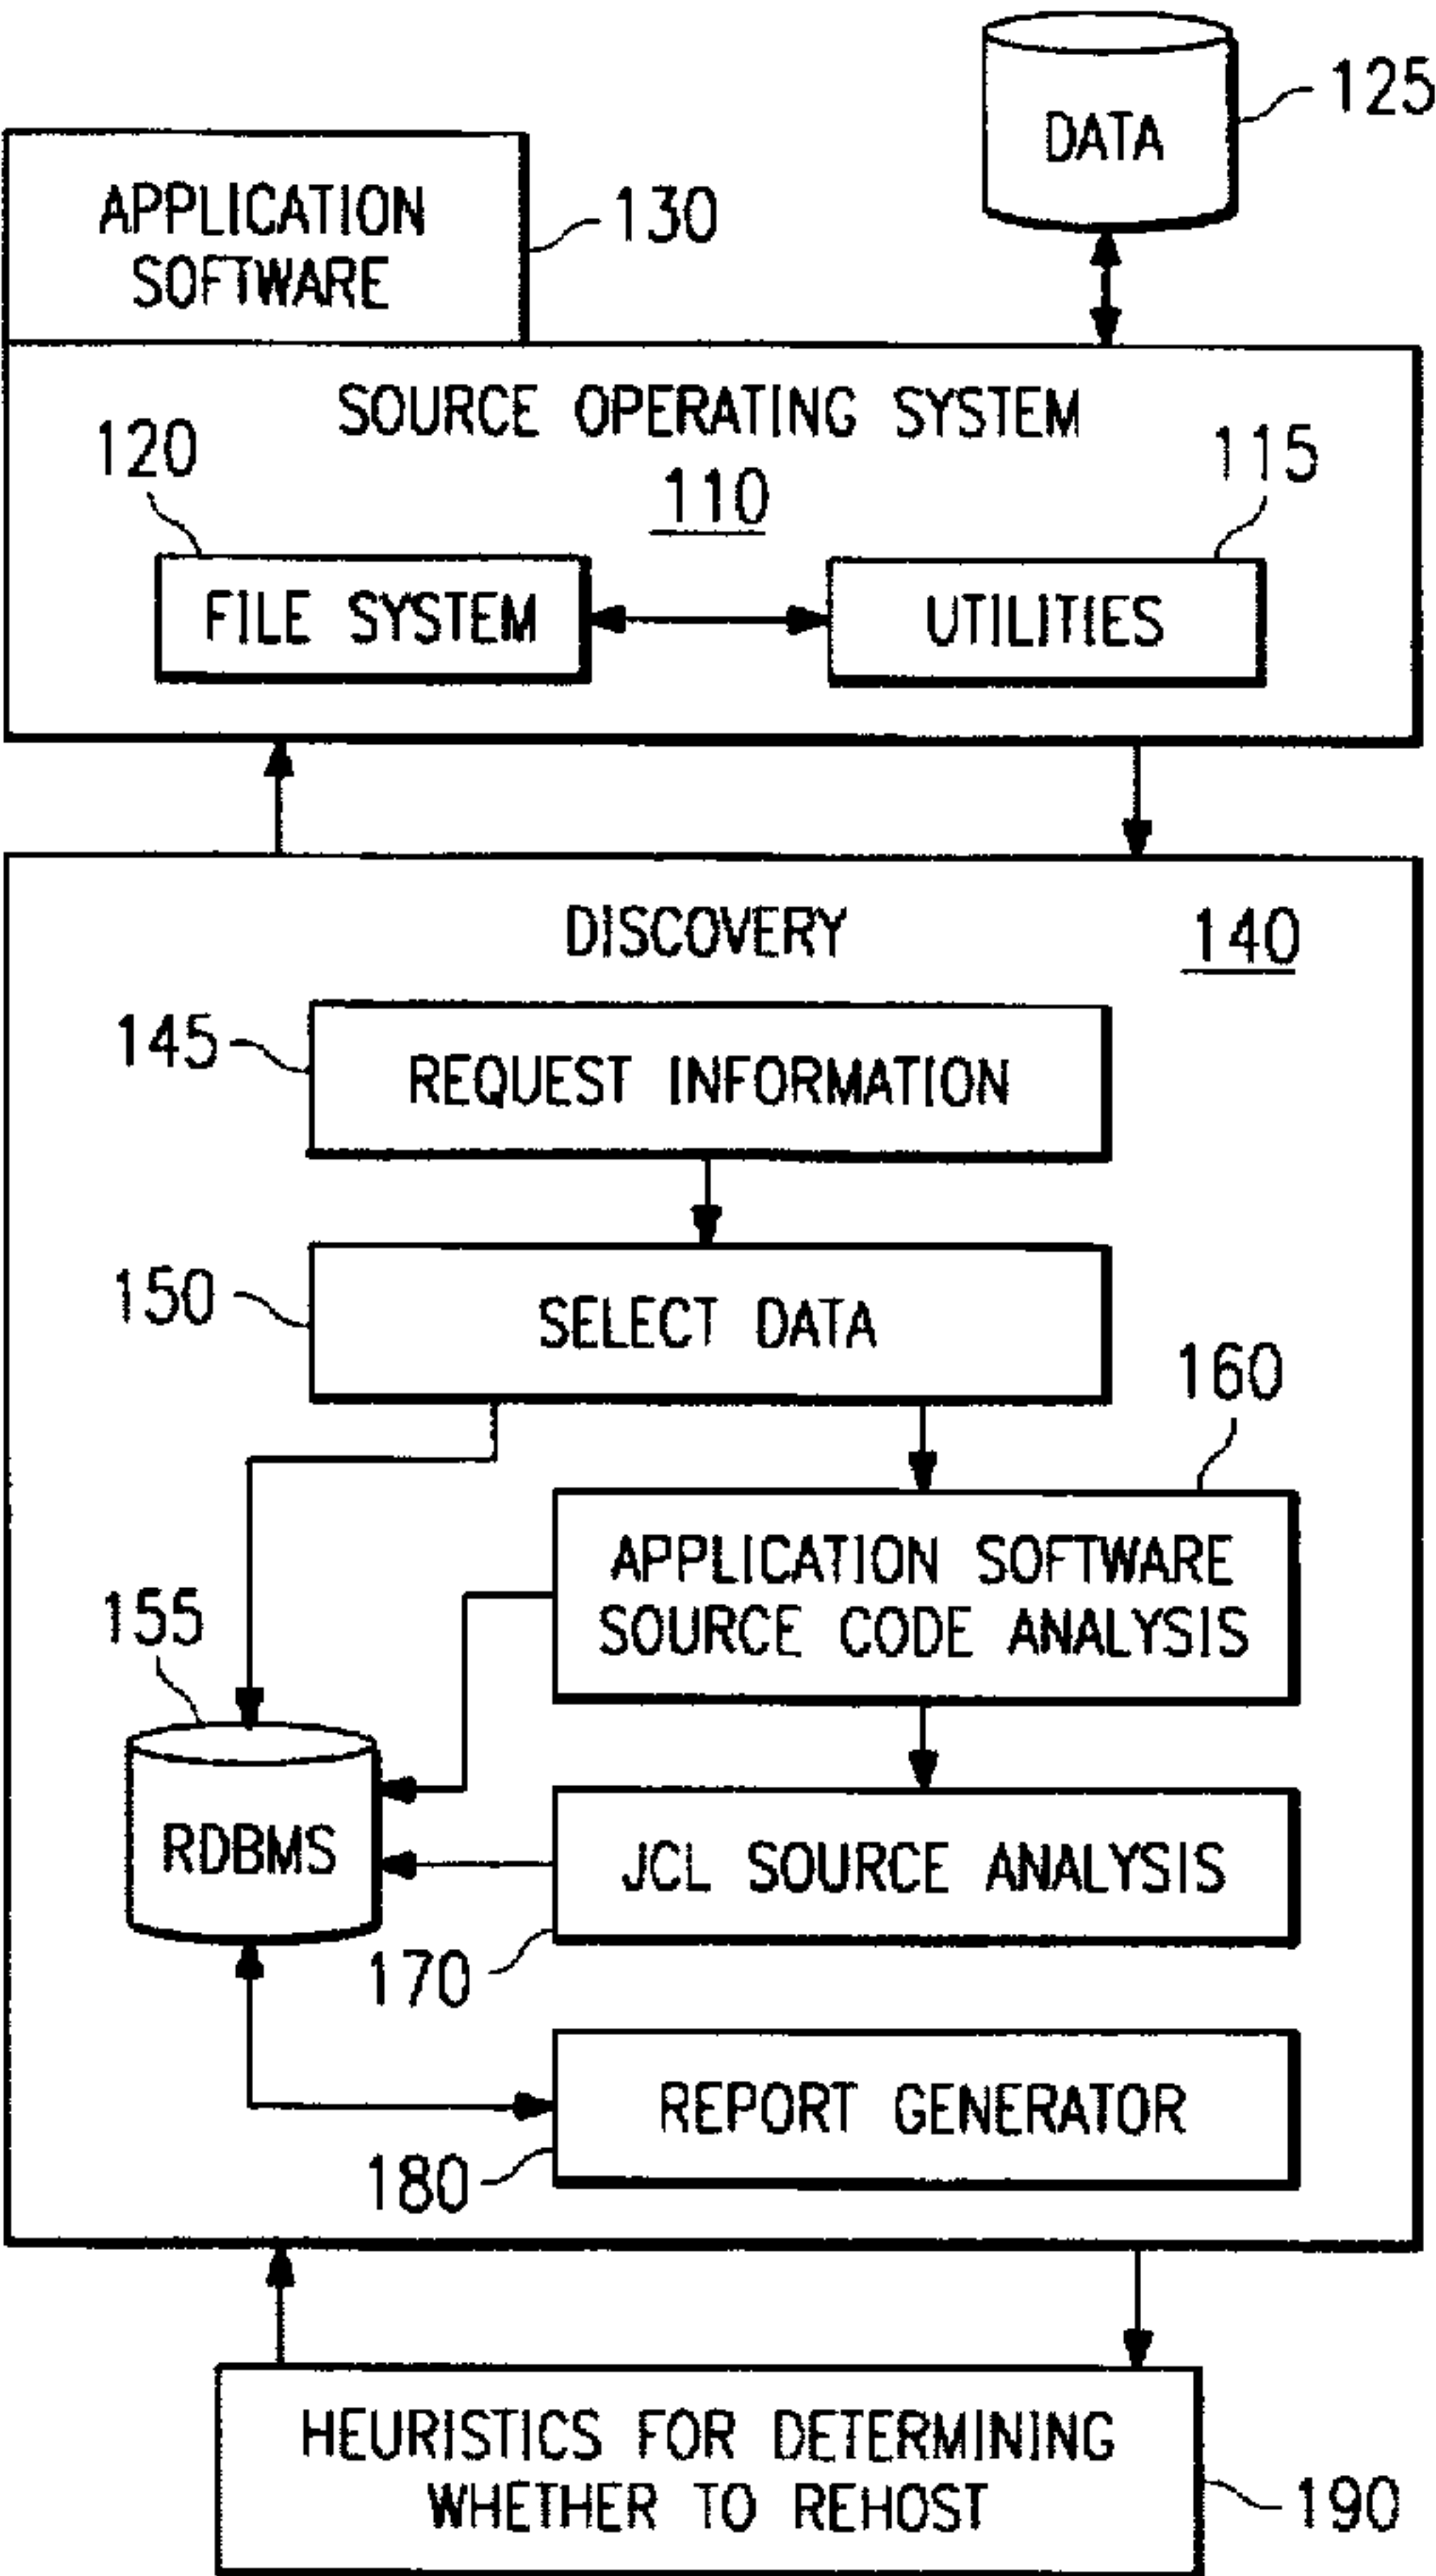 DATA
125
APPLICATION
SOFTWARE
130
SOURCE OPERATING SYSTEM
110
120
115
FILE SYSTEM
UTILITIES
DISCOVERY
140
145
REQUEST INFORMATION
150
SELECT DATA
160
APPLICATION SOFTWARE
SOURCE CODE ANALYSIS
155
RDBMS
JCL SOURCE ANALYSIS
170
REPORT GENERATOR
180
HEURISTICS FOR DETERMINING
WHETHER TO REHOST
190